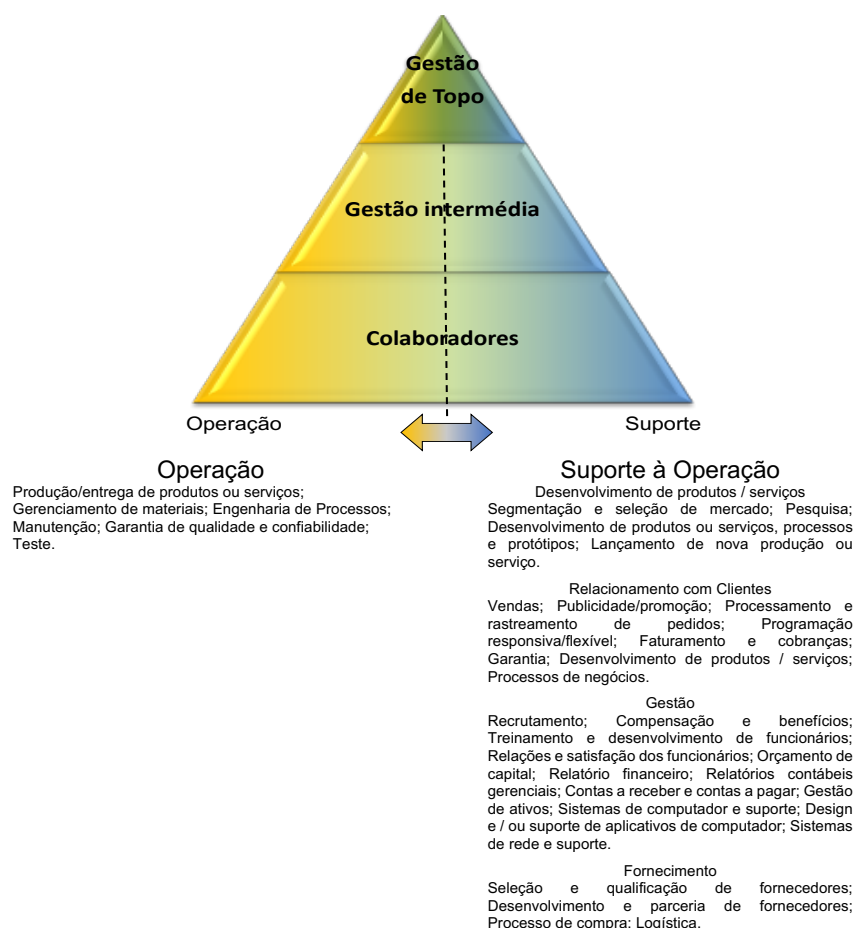 Gestão
de Topo
Gestão intermédia
Colaboradores
Operação
Suporte
Operação
Produção/entrega de produtos ou serviços;
Gerenciamento de materiais; Engenharia de Processos;
Manutenção; Garantia de qualidade e confiabilidade;
Teste.
Suporte à Operação
Desenvolvimento de produtos / serviços
Segmentação e seleção de mercado; Pesquisa;
Desenvolvimento de produtos ou serviços, processos
e protótipos; Lançamento de nova produção ou
serviço.
Relacionamento com Clientes
Vendas; Publicidade/promoção; Processamento e
rastreamento de pedidos; Programação
responsiva/flexível; Faturamento e cobranças;
Garantia; Desenvolvimento de produtos / serviços;
Processos de negócios.
Gestão
Recrutamento; Compensação e benefícios;
Treinamento e desenvolvimento de funcionários;
Relações e satisfação dos funcionários; Orçamento de
capital; Relatório financeiro; Relatórios contábeis
gerenciais; Contas a receber e contas a pagar; Gestão
de ativos; Sistemas de computador e suporte; Design
e / ou suporte de aplicativos de computador; Sistemas
de rede e suporte.
Fornecimento
Seleção e qualificação de fornecedores;
Desenvolvimento e parceria de fornecedores;
Processo de compra; Logística.